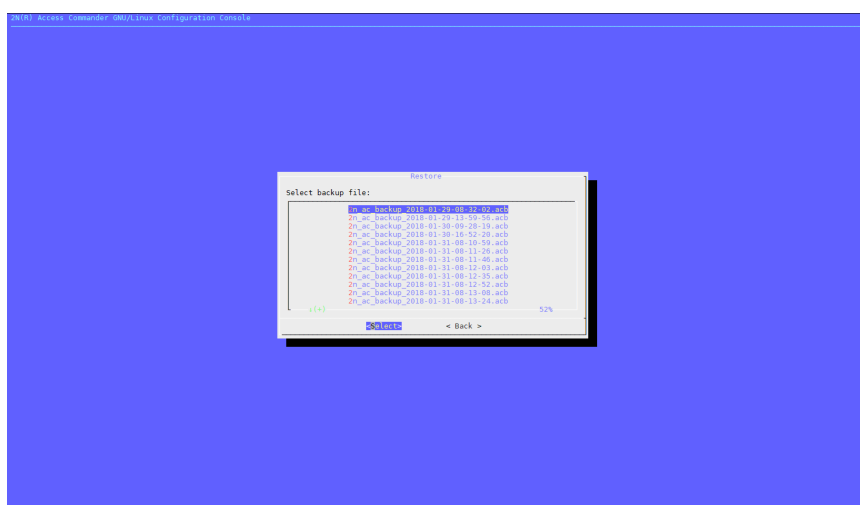 2N(R) Access Commander GNU/Linux Configuration Console
Restore
Select backup file:
2n_ac_backup_2018-01-29-08-32-02.acb
2n_ac_backup_2018-01-29-13-59-56.acb
2n_ac_backup_2018-01-30-09-28-19.acb
2n_ac_backup_2018-01-30-16-52-20.acb
2n_ac_backup_2018-01-31-08-10-59.acb
2n_ac_backup_2018-01-31-08-11-26.acb
2n_ac_backup_2018-01-31-08-11-46.acb
2n_ac_backup_2018-01-31-08-12-03.acb
2n_ac_backup_2018-01-31-08-12-35.acb
2n_ac_backup_2018-01-31-08-12-52.acb
2n_ac_backup_2018-01-31-08-13-08.acb
2n_ac_backup_2018-01-31-08-13-24.acb
52%
<Select> < Back >